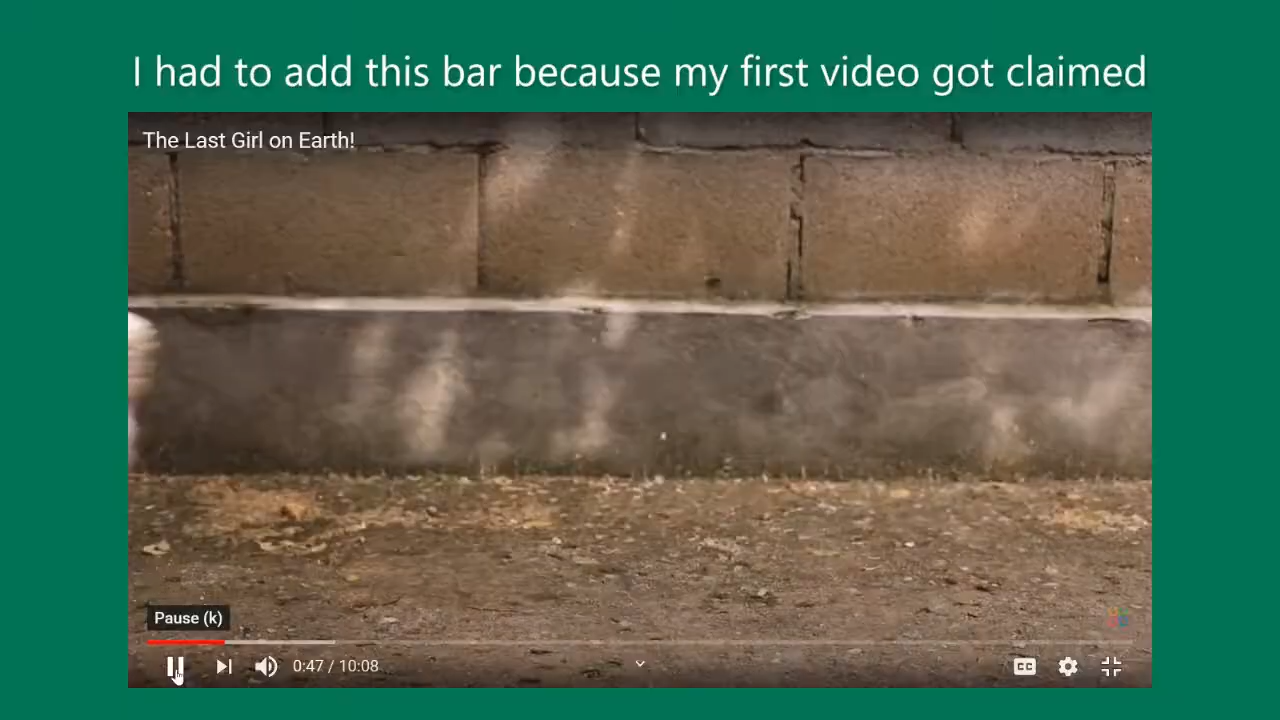 I had to add this bar because my first video got claimed
The Last Girl on Earth!
Pause (k)
0:47 / 10:08
CC